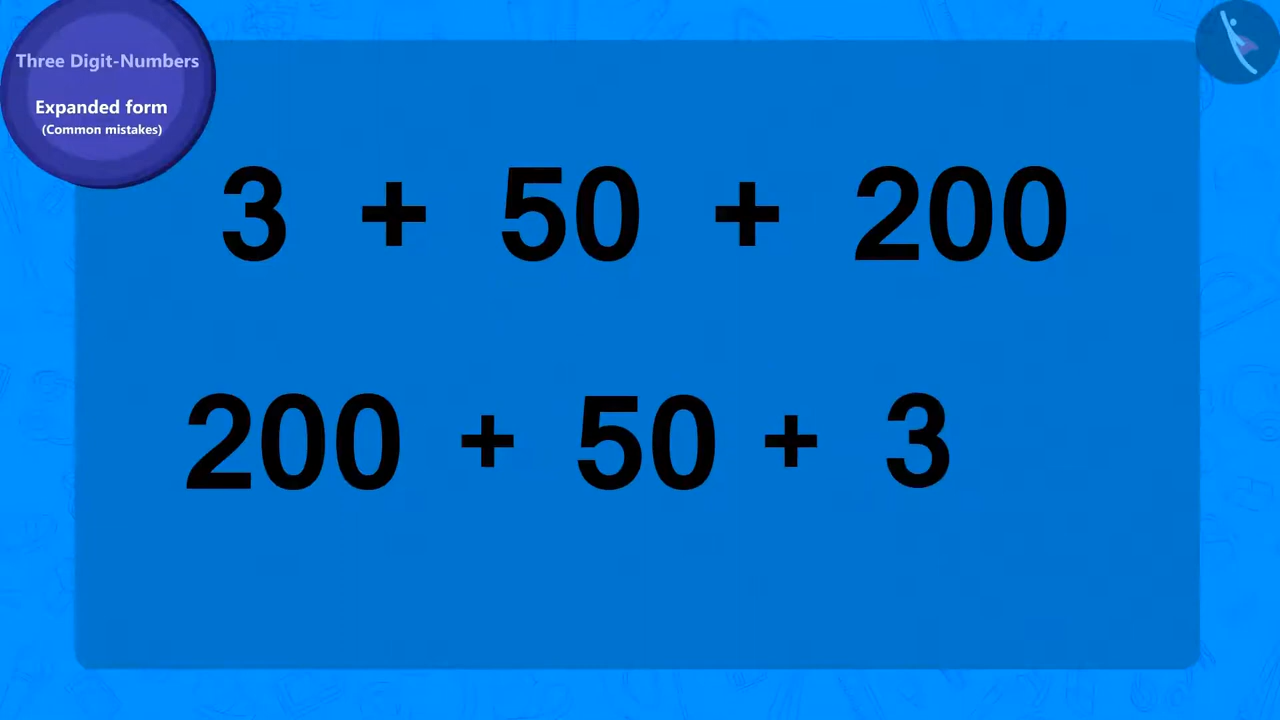 Three Digit-Numbers
Expanded form
(Common mistakes)
3 + 50 + 200
200 + 50 + 3